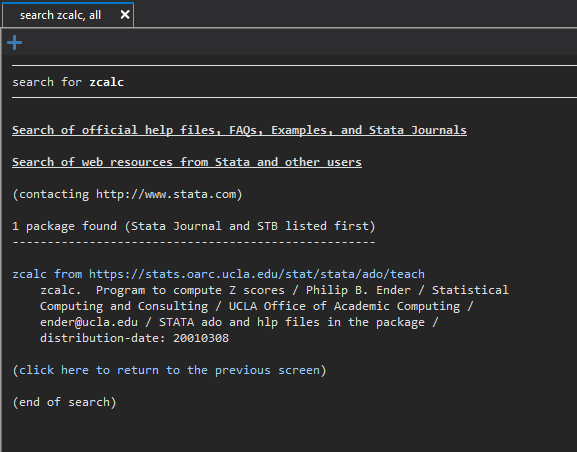 search zcalc, all
search for zcalc
Search of official help files, FAQs, Examples, and Stata Journals
Search of web resources from Stata and other users
(contacting http://www.stata.com)
1 package found (Stata Journal and STB listed first)
----------------------------------------------------
zcalc from https://stats.oarc.ucla.edu/stat/stata/ado/teach
zcalc.  Program to compute Z scores / Philip B. Ender / Statistical
Computing and Consulting / UCLA Office of Academic Computing /
ender@ucla.edu / STATA ado and hlp files in the package /
distribution-date: 20010308
(click here to return to the previous screen)
(end of search)